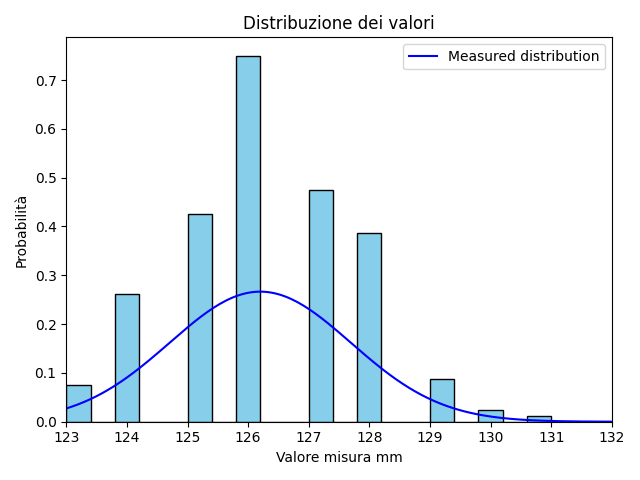 Distribuzione dei valori
Measured distribution
Probabilità
0.7
0.6
0.5
0.4
0.3
0.2
0.1
0.0
123 124 125 126 127 128 129 130 131 132
Valore misura mm